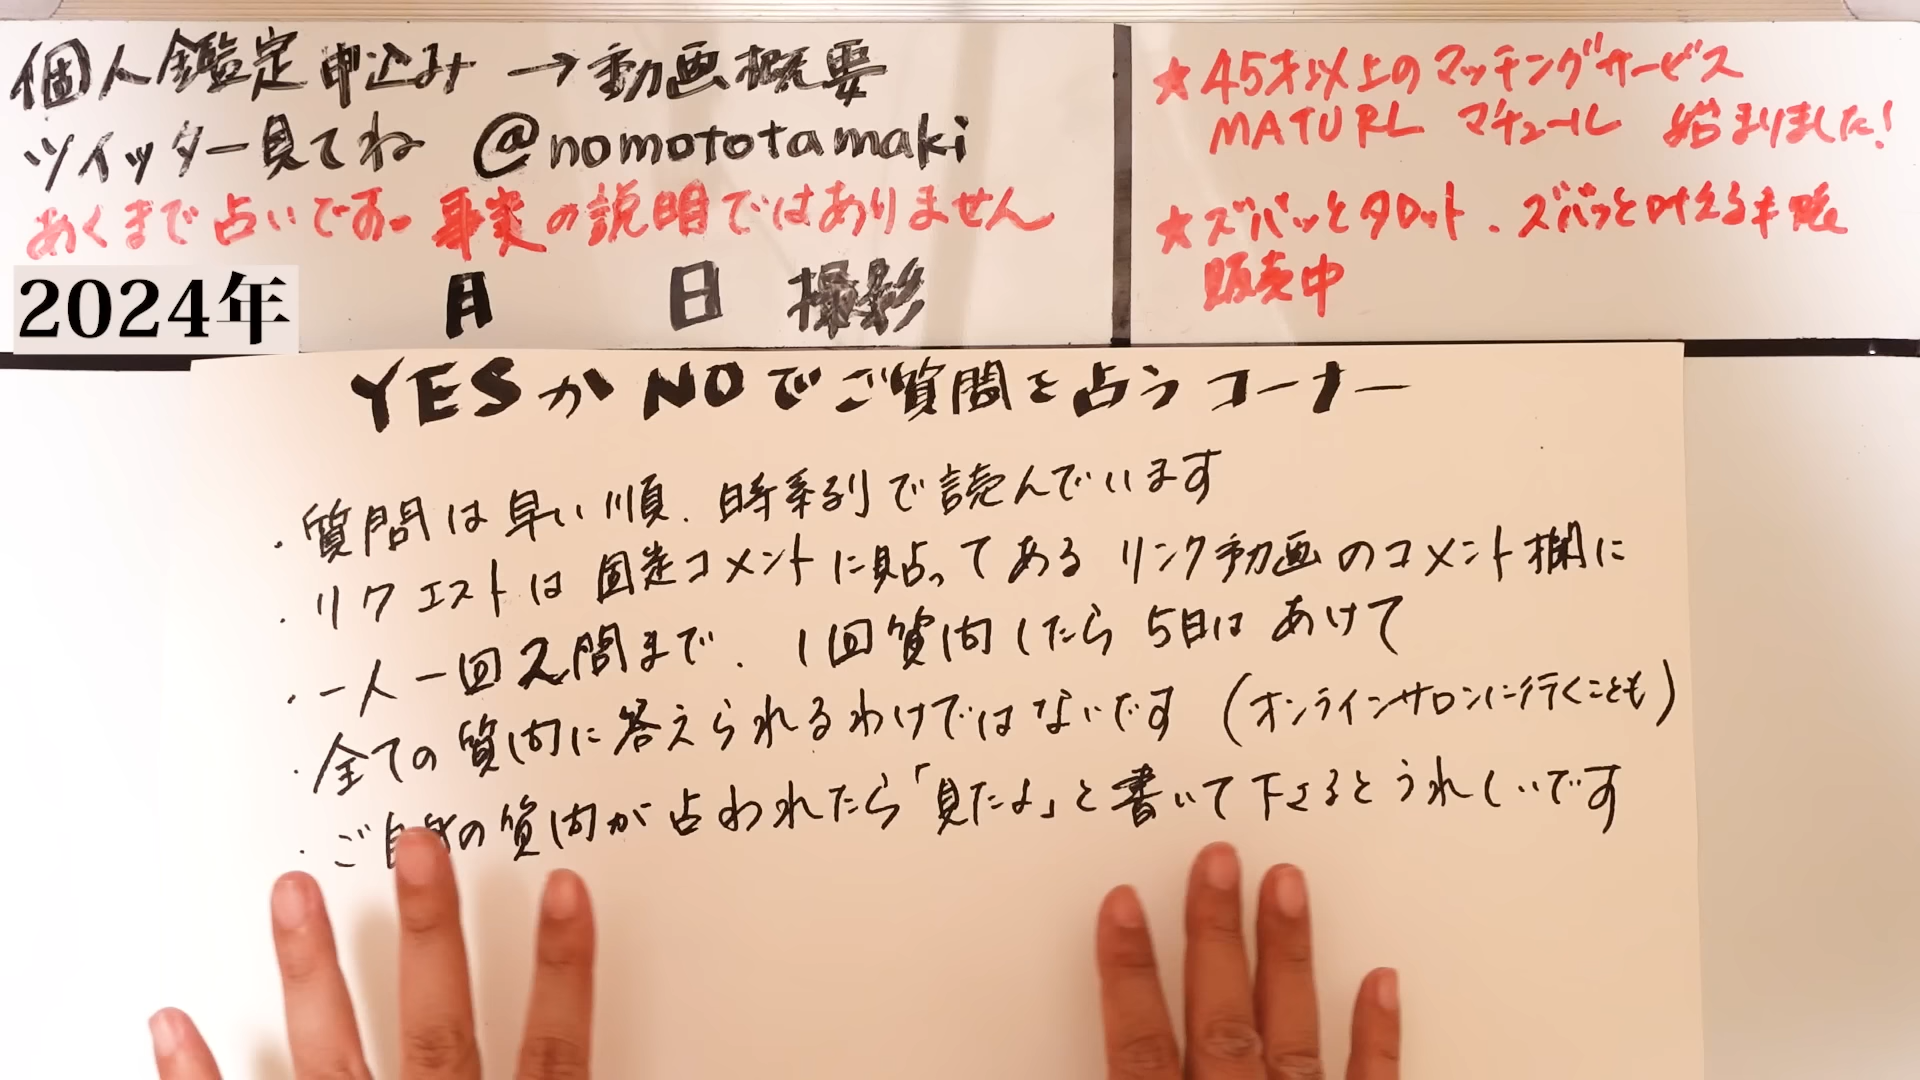 個人鑑定申込み→動画概要
ツイッター見てね @nomototamaki
あくまで占いです。事実の説明ではありません
2024年 月 日 撮影
★45才以上のマッチングサービス
MATURL マチュール 始まりました!
★ズバッとタロット、ズバッと叶える手帳
販売中
YESかNOでご質問を占うコーナー
・質問は早い順、時系列で読んでいます
・リクエストは固定コメントに貼ってあるリンク動画のコメント欄に
・一人一回2問まで、1回質問したら5日はあけて
・全ての質問に答えられるわけではないです(オンラインサロンに行くことも)
・ご自身の質問が占われたら「見たよ」と書いて下さるとうれしいです